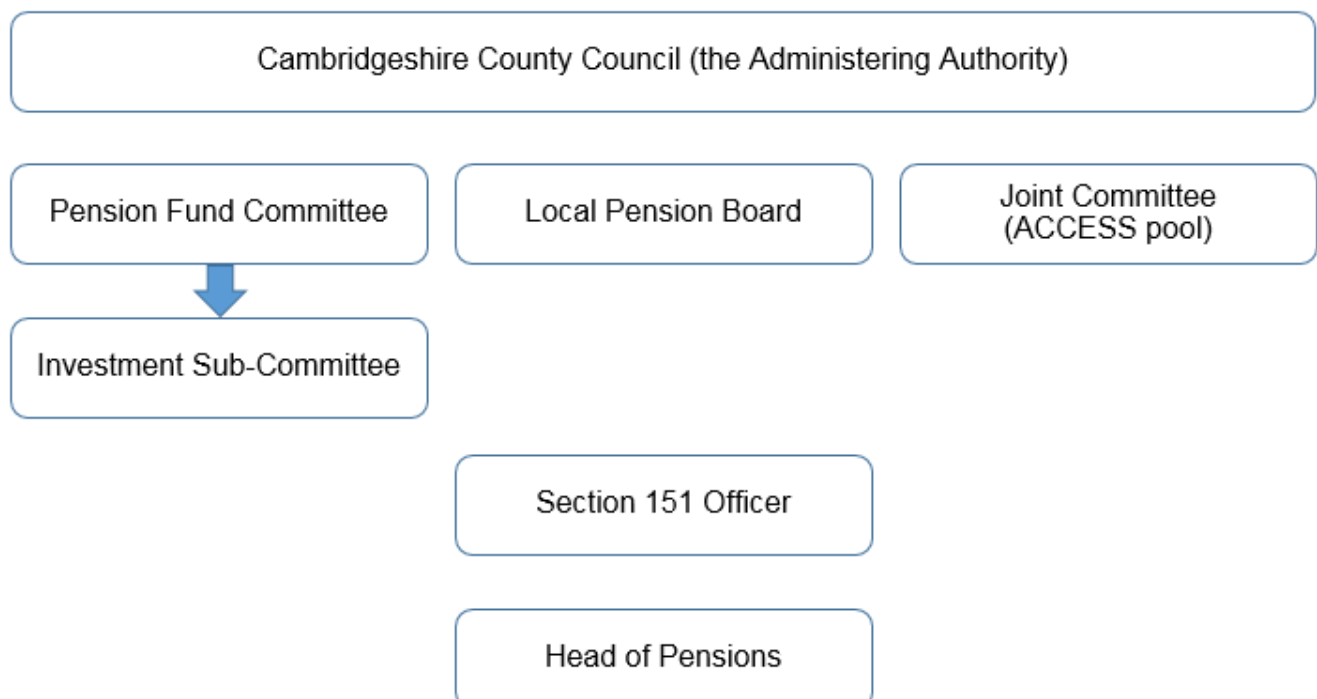 Cambridgeshire County Council (the Administering Authority)
Pension Fund Committee
Local Pension Board
Joint Committee
(ACCESS pool)
Investment Sub-Committee
Section 151 Officer
Head of Pensions